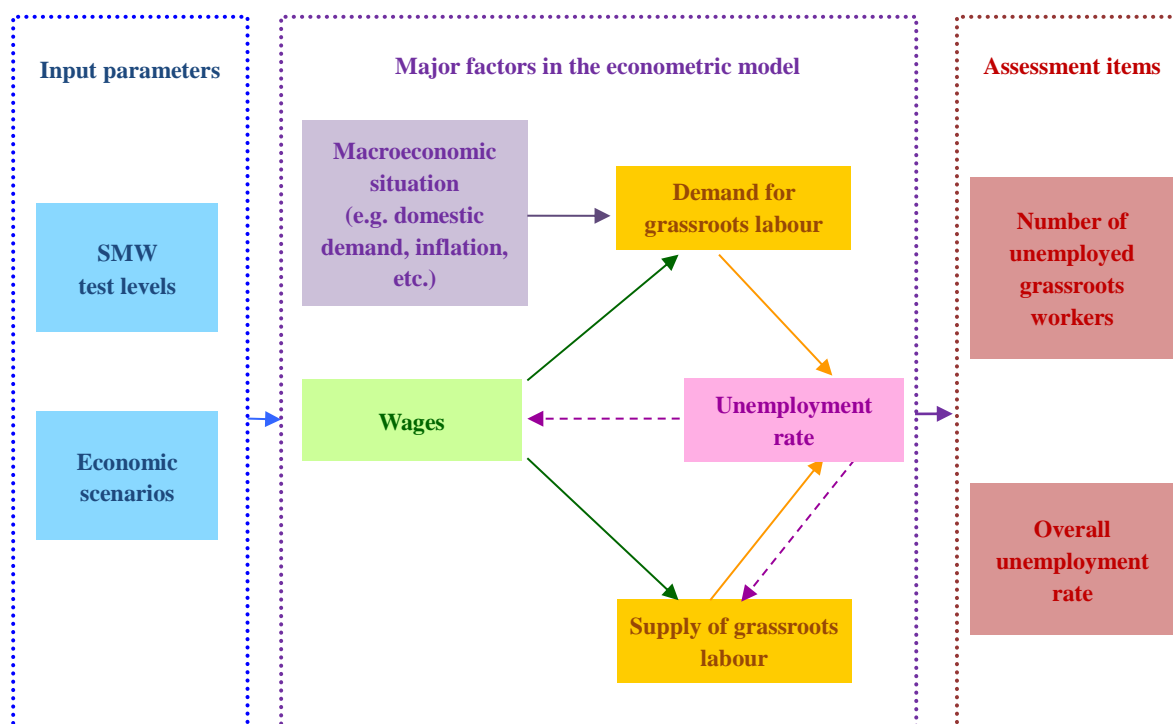 Input parameters
SMW
test levels
Economic
scenarios
Major factors in the econometric model
Macroeconomic
situation
(e.g. domestic
demand, inflation,
etc.)
Demand for
grassroots labour
Wages
Unemployment
rate
Supply of grassroots
labour
Assessment items
Number of
unemployed
grassroots
workers
Overall
unemployment
rate